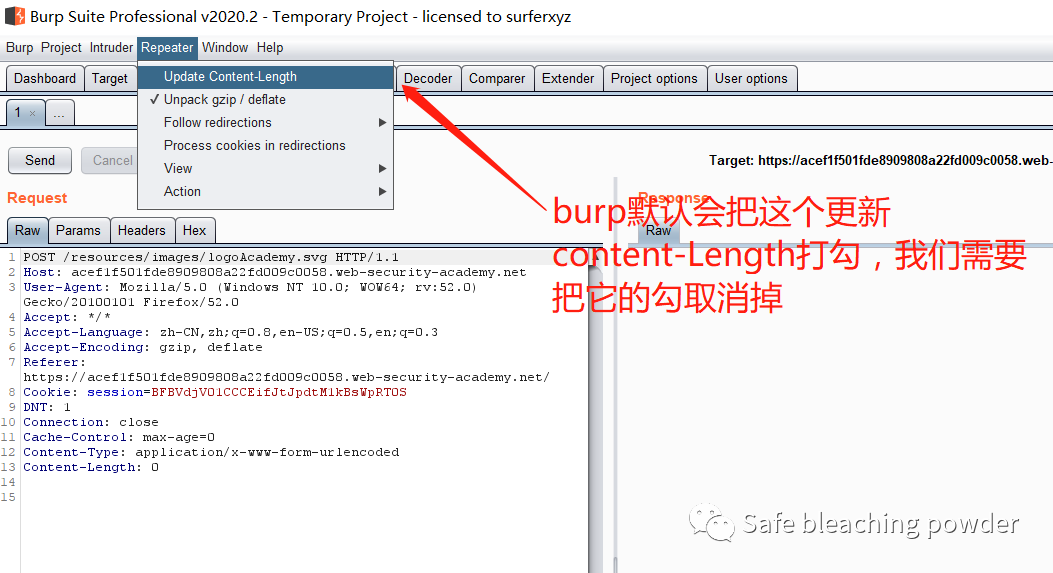 Burp Suite Professional v2020.2 - Temporary Project - licensed to surferxyz
Burp Project Intruder Repeater Window Help
Dashboard Target Decoder Comparer Extender Project options User options
Update Content-Length
✓ Unpack gzip / deflate
Follow redirections
Process cookies in redirections
View
Action
1 × ...
Send Cancel
Target: https://acef1f501fde8909808a22fd009c0058.web-
Request
Raw Params Headers Hex
Response
Raw
1 POST /resources/images/logoAcademy.svg HTTP/1.1
2 Host: acef1f501fde8909808a22fd009c0058.web-security-academy.net
3 User-Agent: Mozilla/5.0 (Windows NT 10.0; WOW64; rv:52.0)
Gecko/20100101 Firefox/52.0
4 Accept: */*
5 Accept-Language: zh-CN,zh;q=0.8,en-US;q=0.5,en;q=0.3
6 Accept-Encoding: gzip, deflate
7 Referer:
https://acef1f501fde8909808a22fd009c0058.web-security-academy.net/
8 Cookie: session=BFBVdjVO1CCCEifJtJpdtM1kBsWpRTOS
9 DNT: 1
10 Connection: close
11 Cache-Control: max-age=0
12 Content-Type: application/x-www-form-urlencoded
13 Content-Length: 0
14
15
burp默认会把这个更新
content-Length打勾，我们需要
把它的勾取消掉
Safe bleaching powder